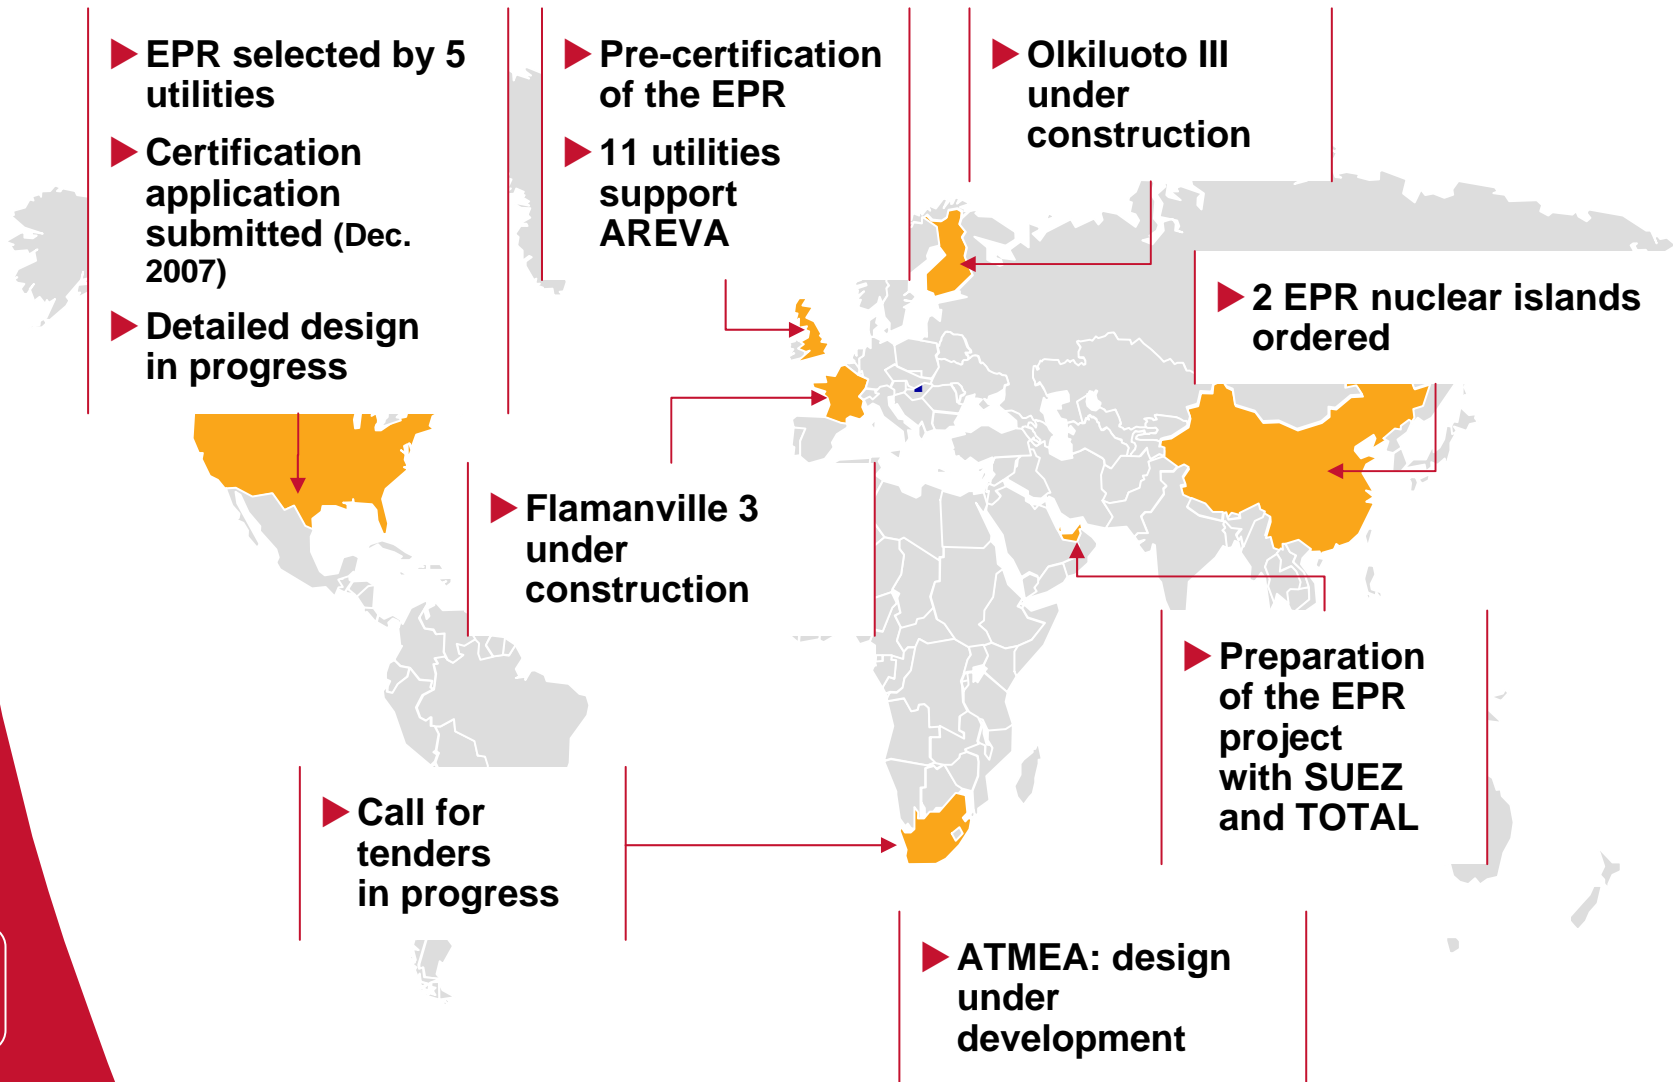 EPR selected by 5
utilities
Certification
application
submitted (Dec.
2007)
Detailed design
in progress
Pre-certification
of the EPR
11 utilities
support
AREVA
Olkiluoto III
under
construction
2 EPR nuclear islands
ordered
Flamanville 3
under
construction
Preparation
of the EPR
project
with SUEZ
and TOTAL
Call for
tenders
in progress
ATMEA: design
under
development